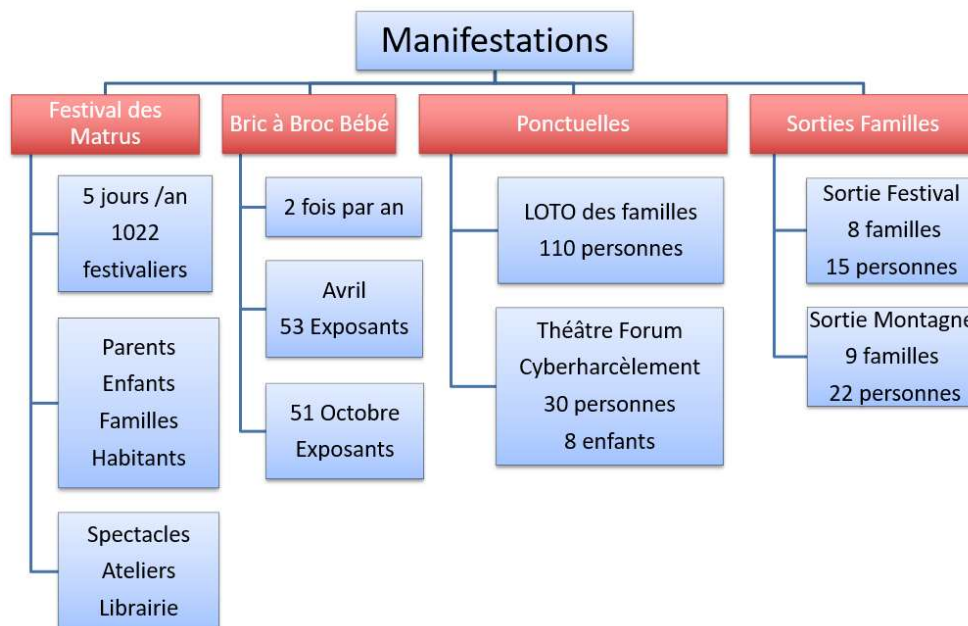 Manifestations
Festival des
Matrus
5 jours /an
1022
festivaliers
Parents
Enfants
Familles
Habitants
Spectacles
Ateliers
Librairie
Bric à Broc Bébé
2 fois par an
Avril
53 Exposants
51 Octobre
Exposants
Ponctuelles
LOTO des familles
110 personnes
Théâtre Forum
Cyberharcèlement
30 personnes
8 enfants
Sorties Familles
Sortie Festival
8 familles
15 personnes
Sortie Montagne
9 familles
22 personnes